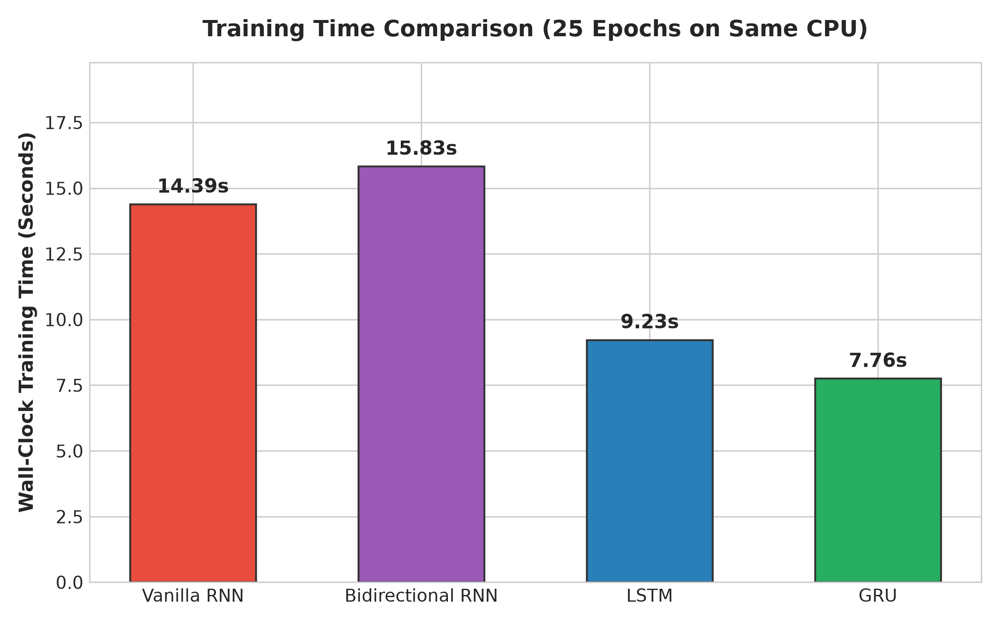 Training Time Comparison (25 Epochs on Same CPU)
Wall-Clock Training Time (Seconds)
17.5
15.0
12.5
10.0
7.5
5.0
2.5
0.0
14.39s
15.83s
9.23s
7.76s
Vanilla RNN
Bidirectional RNN
LSTM
GRU